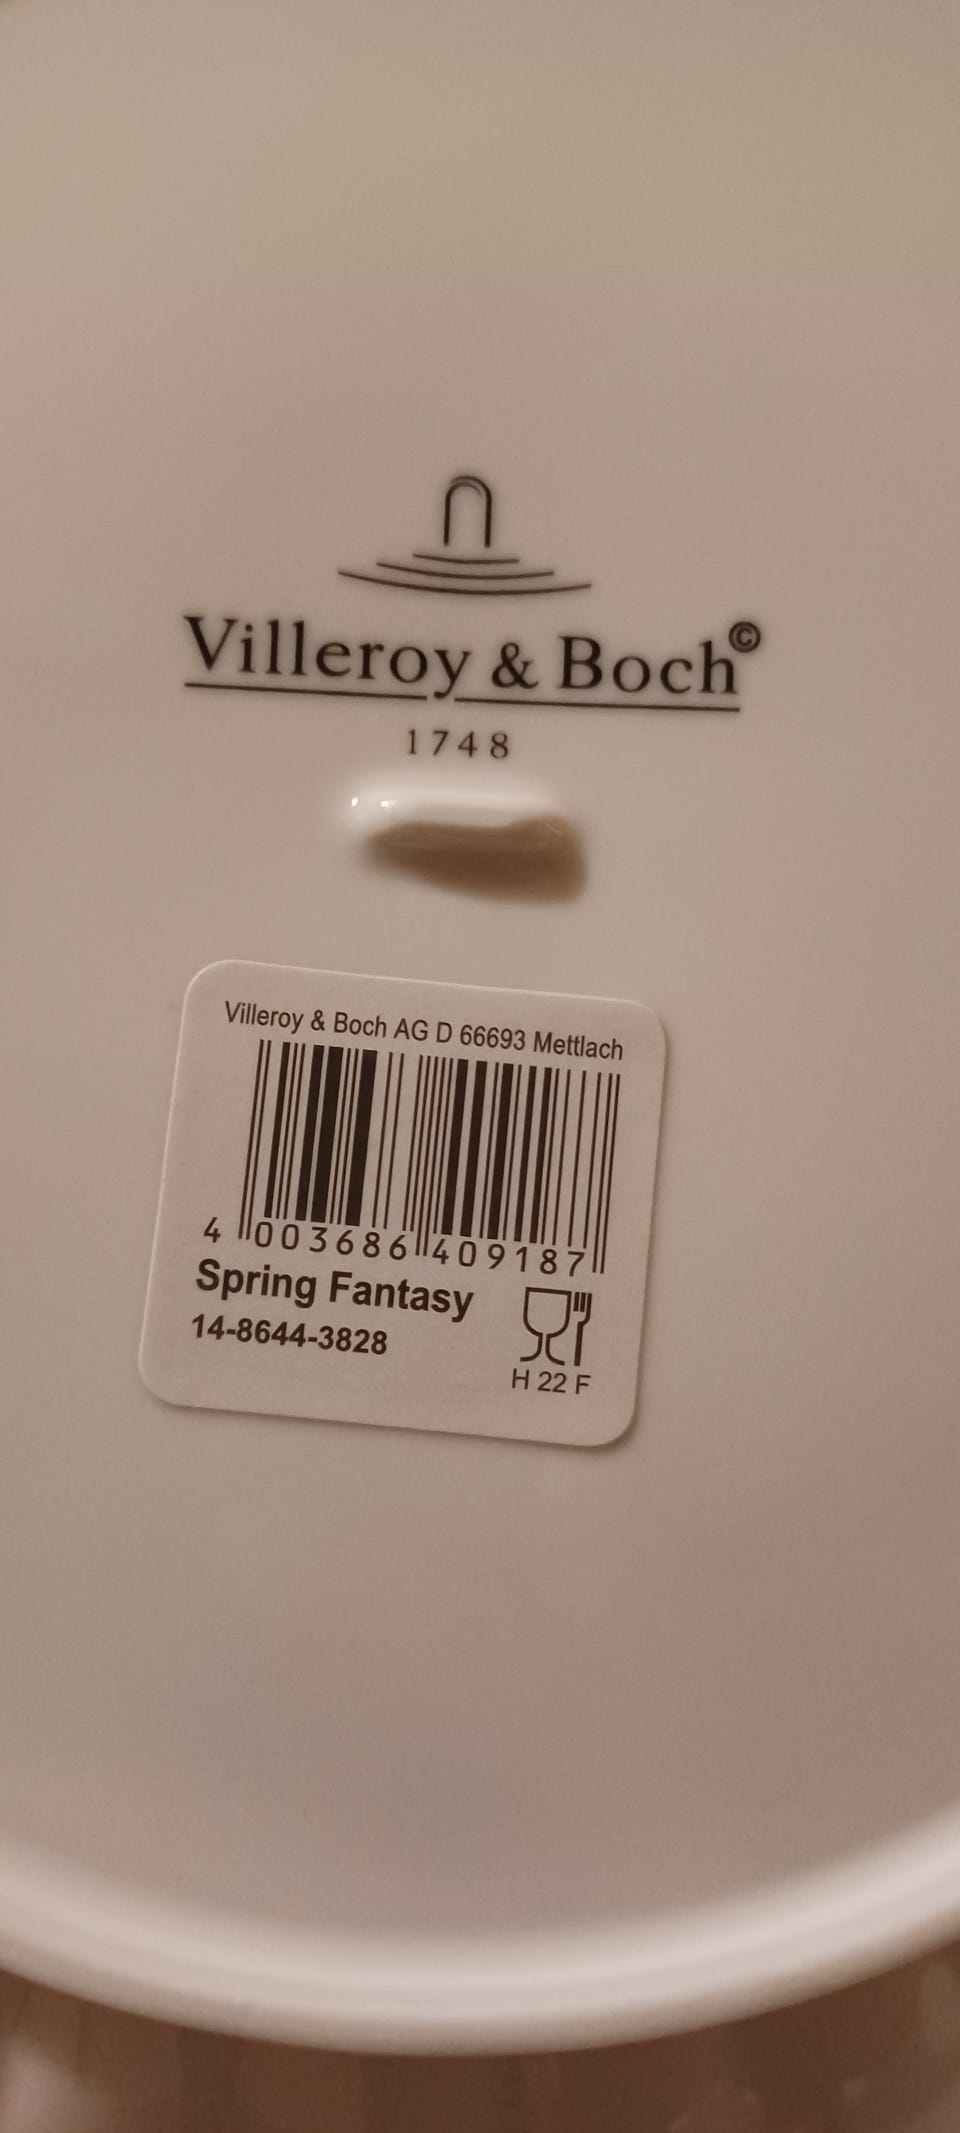 Villeroy & Boch©
1748
Villeroy & Boch AG D 66693 Mettlach
4 003686 409187
Spring Fantasy
14-8644-3828
H 22 F